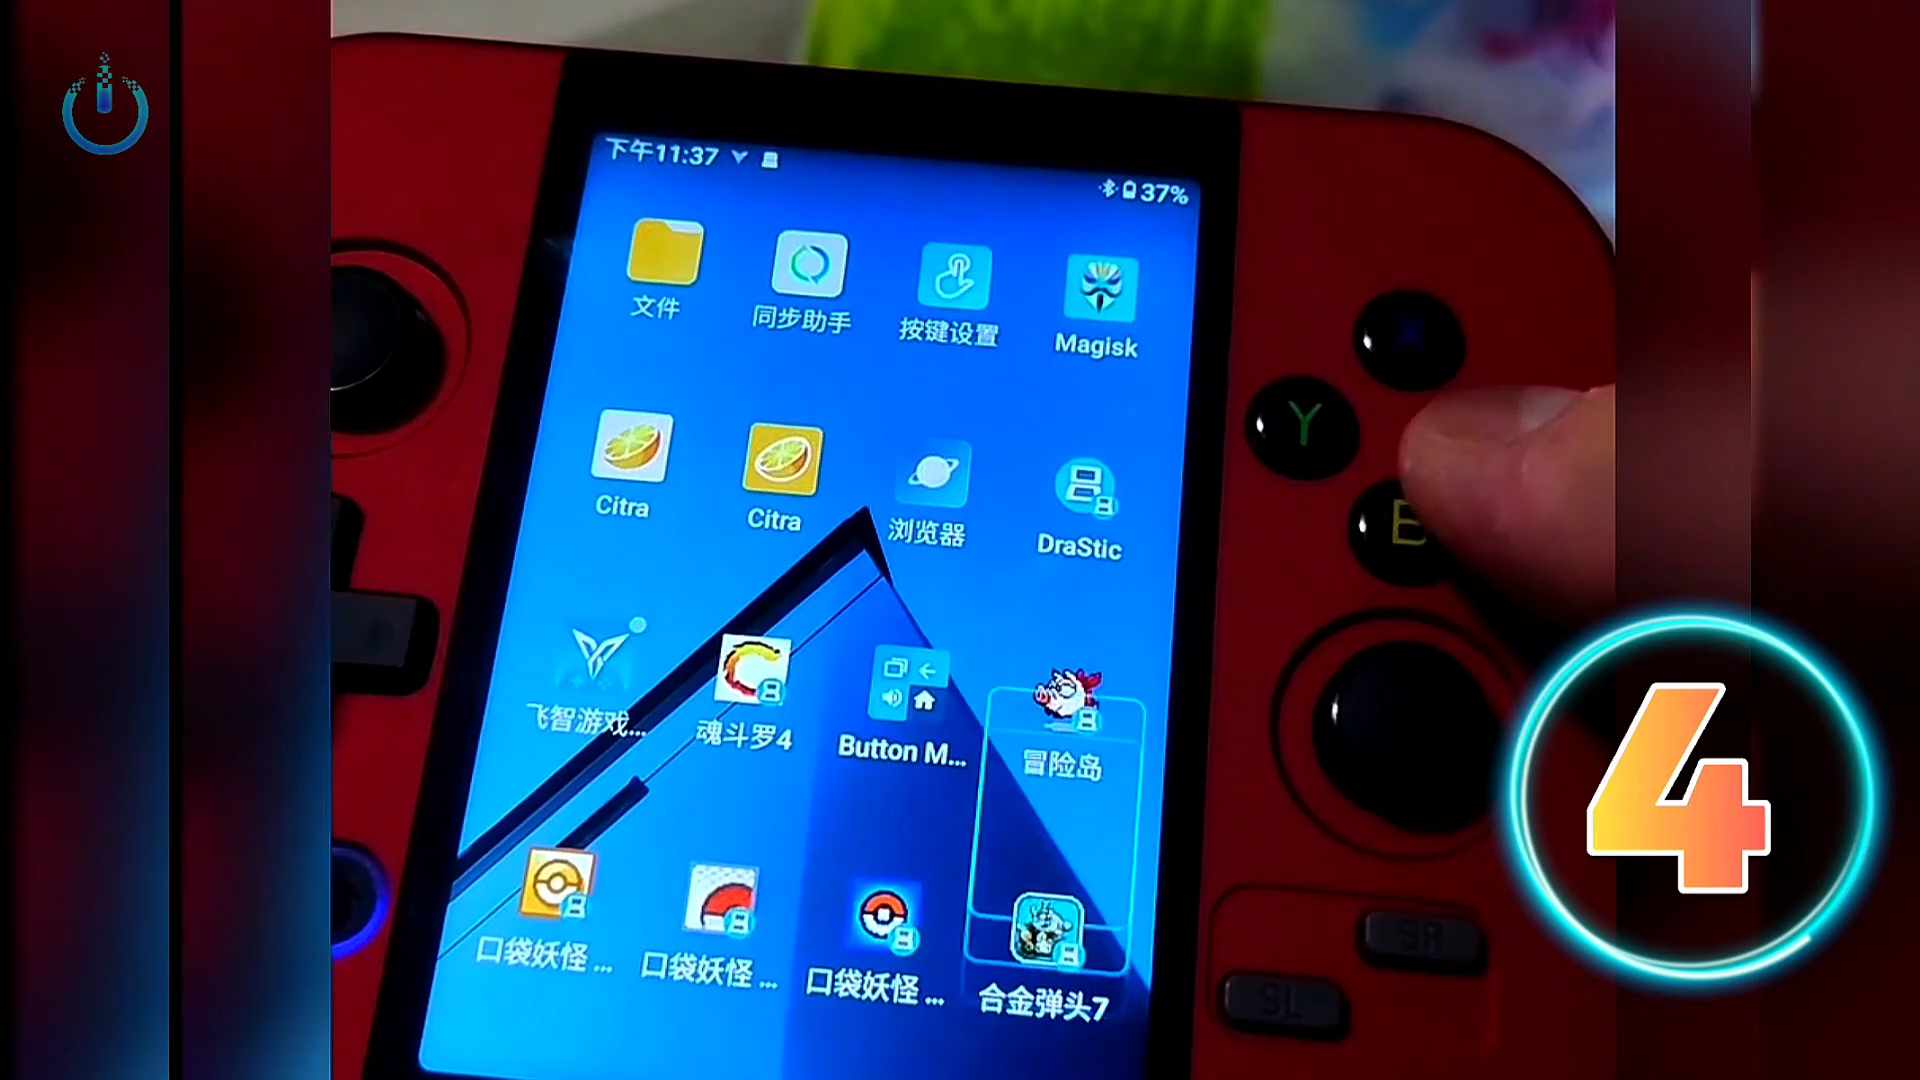 下午11:37
37%
文件
同步助手
按键设置
Magisk
Citra
Citra
浏览器
DraStic
飞智游戏...
魂斗罗4
Button M...
冒险岛
口袋妖怪 ...
口袋妖怪 ...
口袋妖怪 ...
合金弹头7
X
Y
B
4
SR
SL